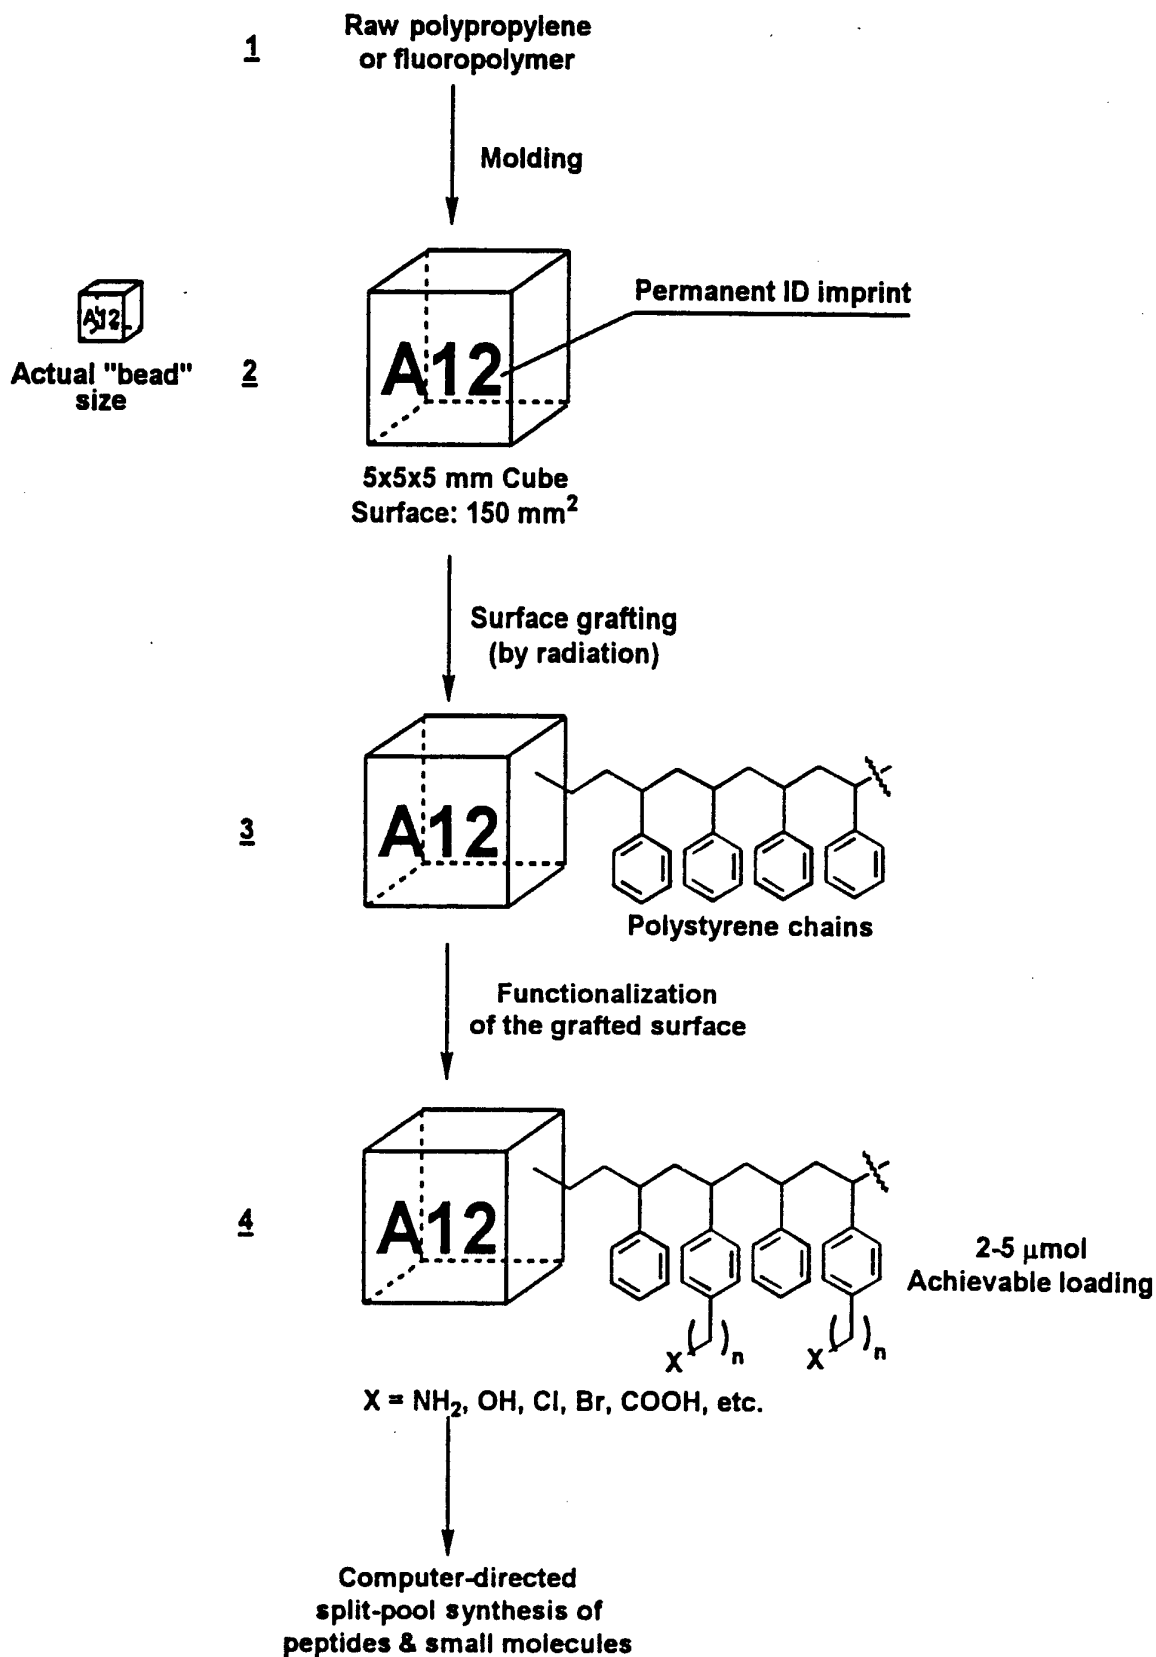 1
Raw polypropylene
or fluoropolymer
Molding
A12
Permanent ID imprint
A12
Actual "bead"
size
2
5x5x5 mm Cube
Surface: 150 mm²
Surface grafting
(by radiation)
3
A12
Polystyrene chains
Functionalization
of the grafted surface
4
A12
X ( )n X ( )n
2-5 μmol
Achievable loading
X = NH₂, OH, Cl, Br, COOH, etc.
Computer-directed
split-pool synthesis of
peptides & small molecules